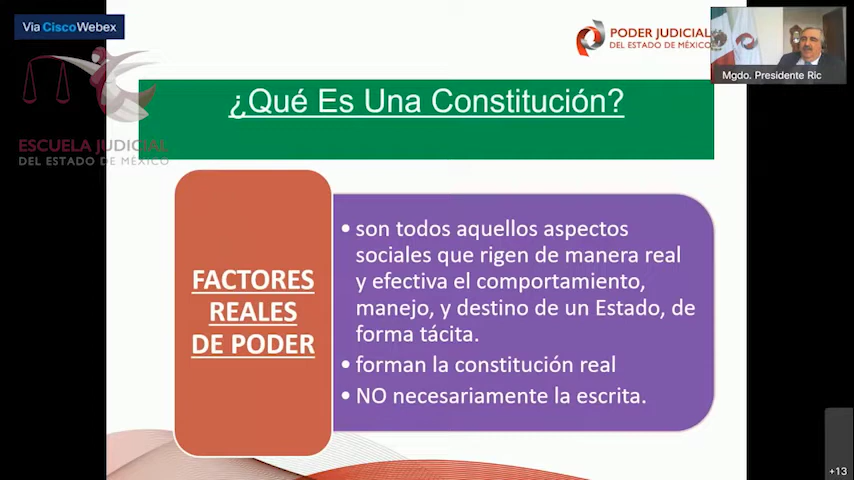 Vía CiscoWebex
PODER JUDICIAL
DEL ESTADO DE MÉXICO
Mgdo. Presidente Ric
ESCUELA JUDICIAL
DEL ESTADO DE MÉXICO
¿Qué Es Una Constitución?
FACTORES
REALES
DE PODER
• son todos aquellos aspectos
sociales que rigen de manera real
y efectiva el comportamiento,
manejo, y destino de un Estado, de
forma tácita.
• forman la constitución real
• NO necesariamente la escrita.
+13